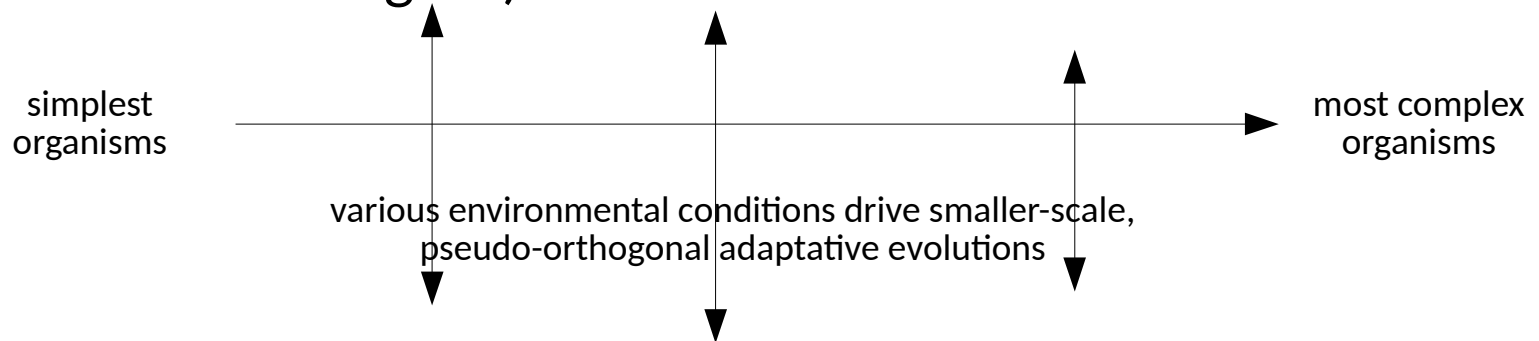 simplest
organisms
most complex
organisms
various environmental conditions drive smaller-scale,
pseudo-orthogonal adaptative evolutions